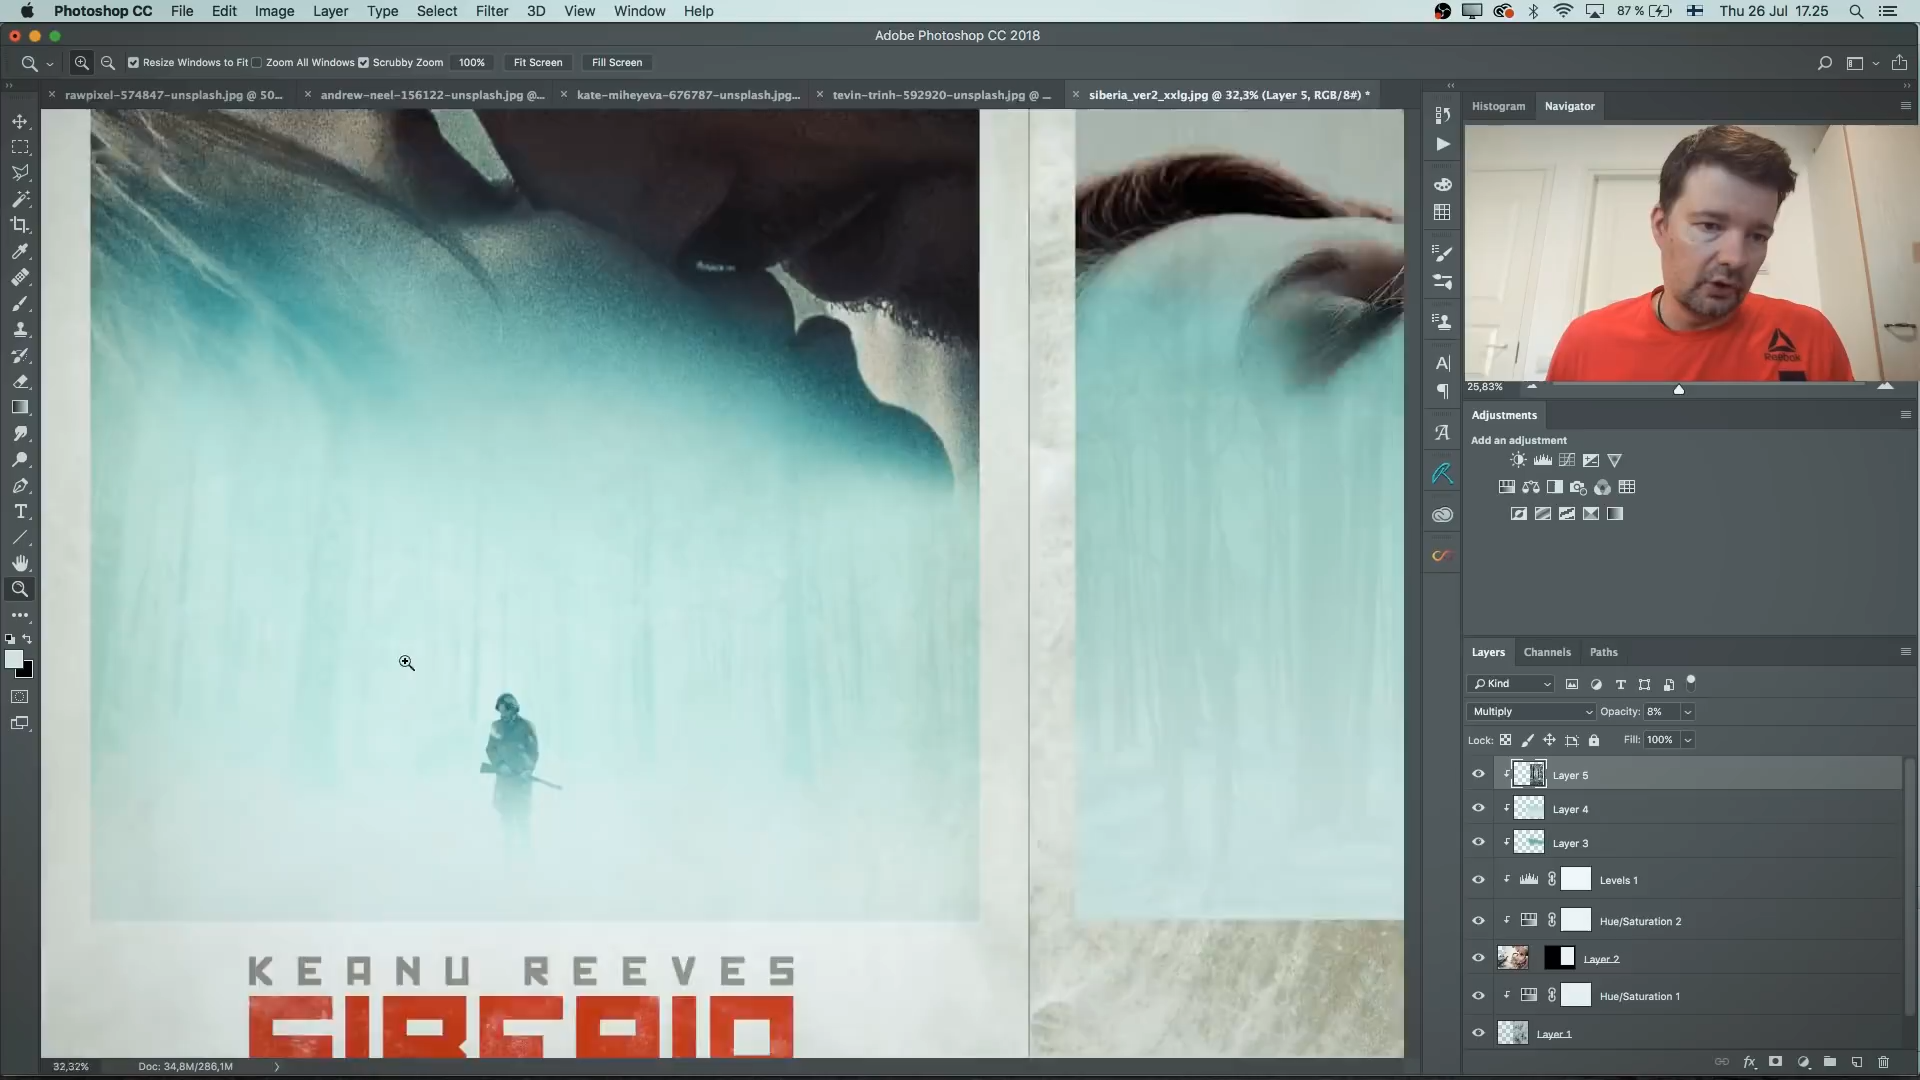 Photoshop CC File Edit Image Layer Type Select Filter 3D View Window Help 87 % Thu 26 Jul 17.25
Adobe Photoshop CC 2018
Resize Windows to Fit Zoom All Windows Scrubby Zoom 100% Fit Screen Fill Screen
rawpixel-574847-unsplash.jpg @ 50... andrew-neel-156122-unsplash.jpg @... kate-miheyeva-676787-unsplash.jpg... tevin-trinh-592920-unsplash.jpg @ ... siberia_ver2_xxlg.jpg @ 32,3% (Layer 5, RGB/8#) *
Histogram Navigator
Reebok
25,83%
Adjustments
Add an adjustment
Layers Channels Paths
Kind
Multiply Opacity: 8%
Lock: Fill: 100%
Layer 5
Layer 4
Layer 3
Levels 1
Hue/Saturation 2
Layer 2
Hue/Saturation 1
Layer 1
KEANU REEVES
SIBERIA
32,32% Doc: 34,8M/286,1M